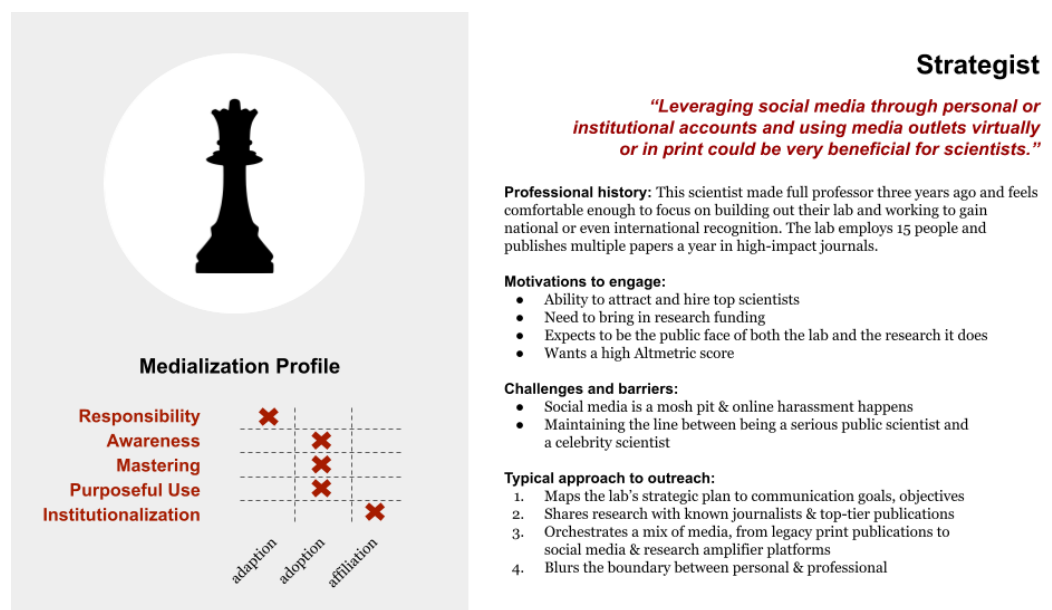 Strategist
“Leveraging social media through personal or
institutional accounts and using media outlets virtually
or in print could be very beneficial for scientists.”
Professional history: This scientist made full professor three years ago and feels
comfortable enough to focus on building out their lab and working to gain
national or even international recognition. The lab employs 15 people and
publishes multiple papers a year in high-impact journals.
Motivations to engage:
● Ability to attract and hire top scientists
● Need to bring in research funding
● Expects to be the public face of both the lab and the research it does
● Wants a high Altmetric score
Challenges and barriers:
● Social media is a mosh pit & online harassment happens
● Maintaining the line between being a serious public scientist and
a celebrity scientist
Typical approach to outreach:
1. Maps the lab’s strategic plan to communication goals, objectives
2. Shares research with known journalists & top-tier publications
3. Orchestrates a mix of media, from legacy print publications to
social media & research amplifier platforms
4. Blurs the boundary between personal & professional
Medialization Profile
Responsibility
Awareness
Mastering
Purposeful Use
Institutionalization
adaption
adoption
affiliation